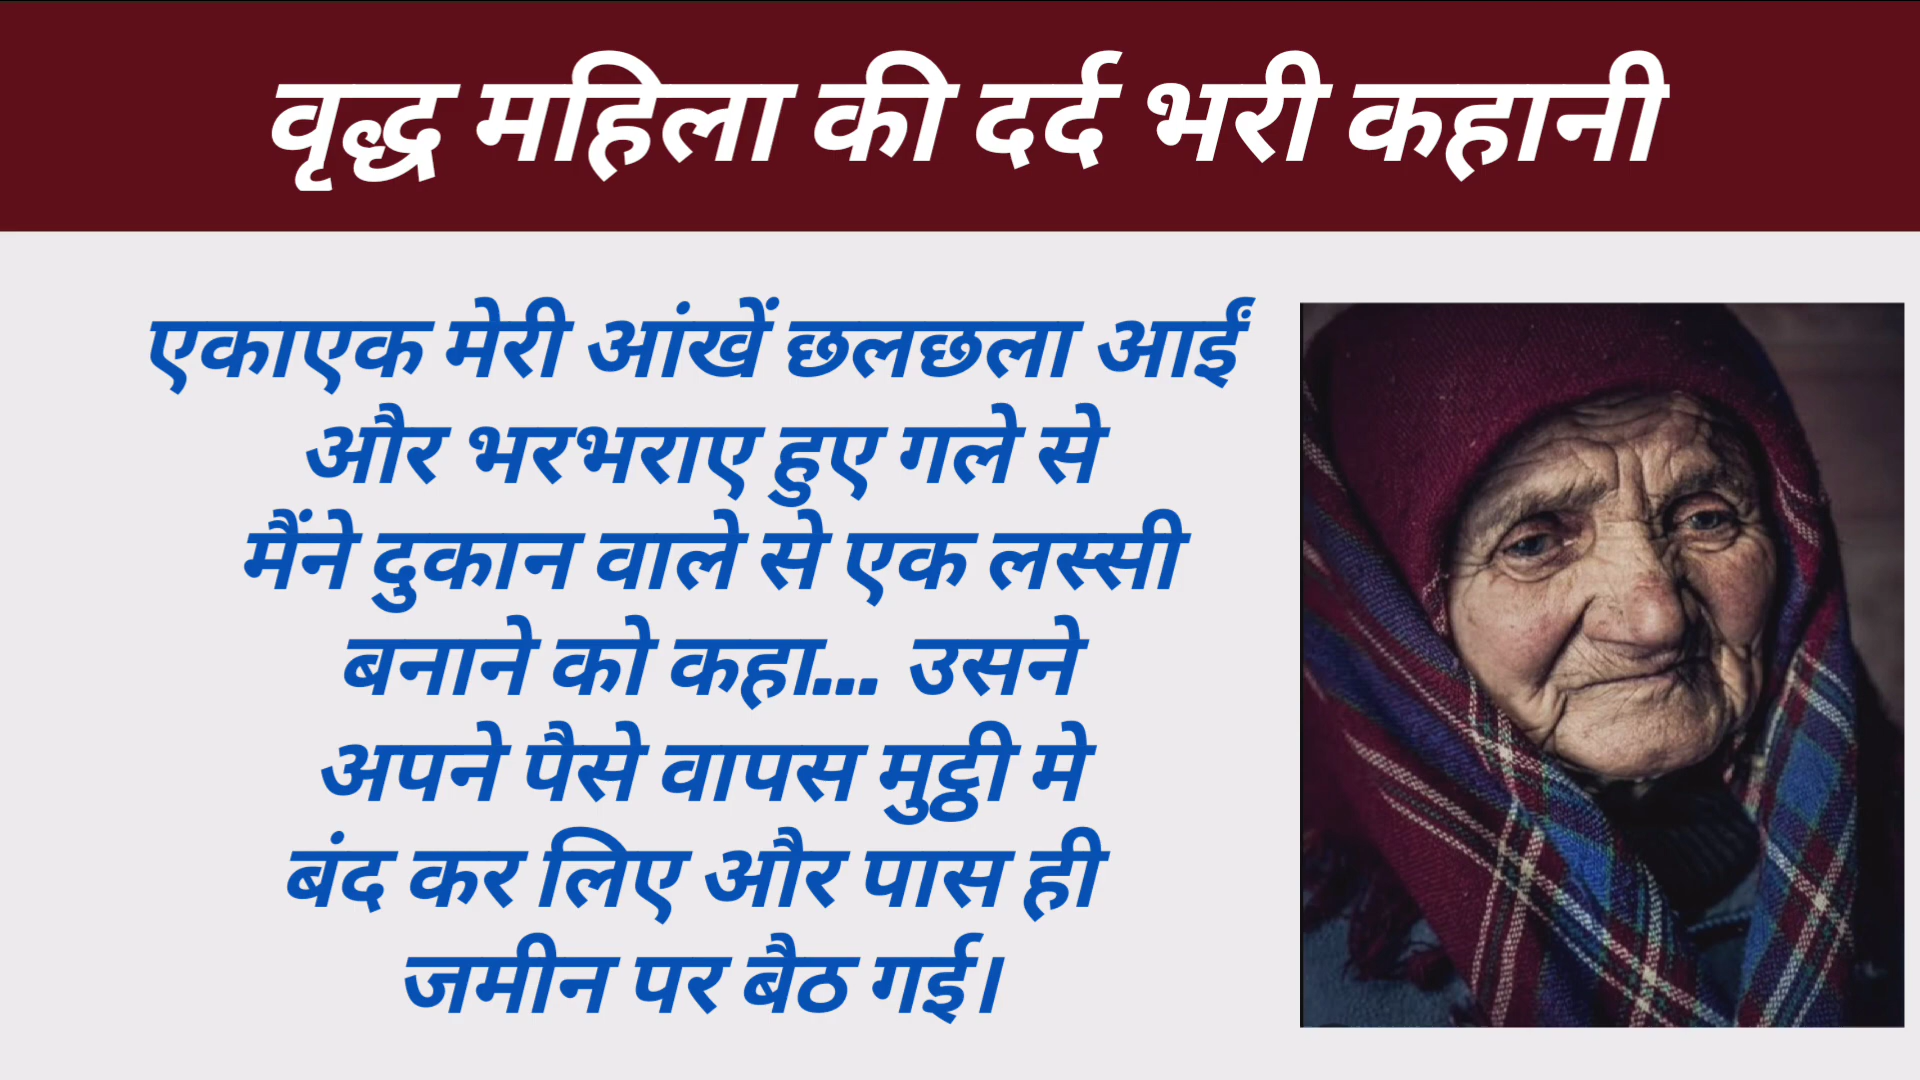 वृद्ध महिला की दर्द भरी कहानी
एकाएक मेरी आंखें छलछला आईं
और भरभराए हुए गले से
मैंने दुकान वाले से एक लस्सी
बनाने को कहा... उसने
अपने पैसे वापस मुट्ठी मे
बंद कर लिए और पास ही
जमीन पर बैठ गई।